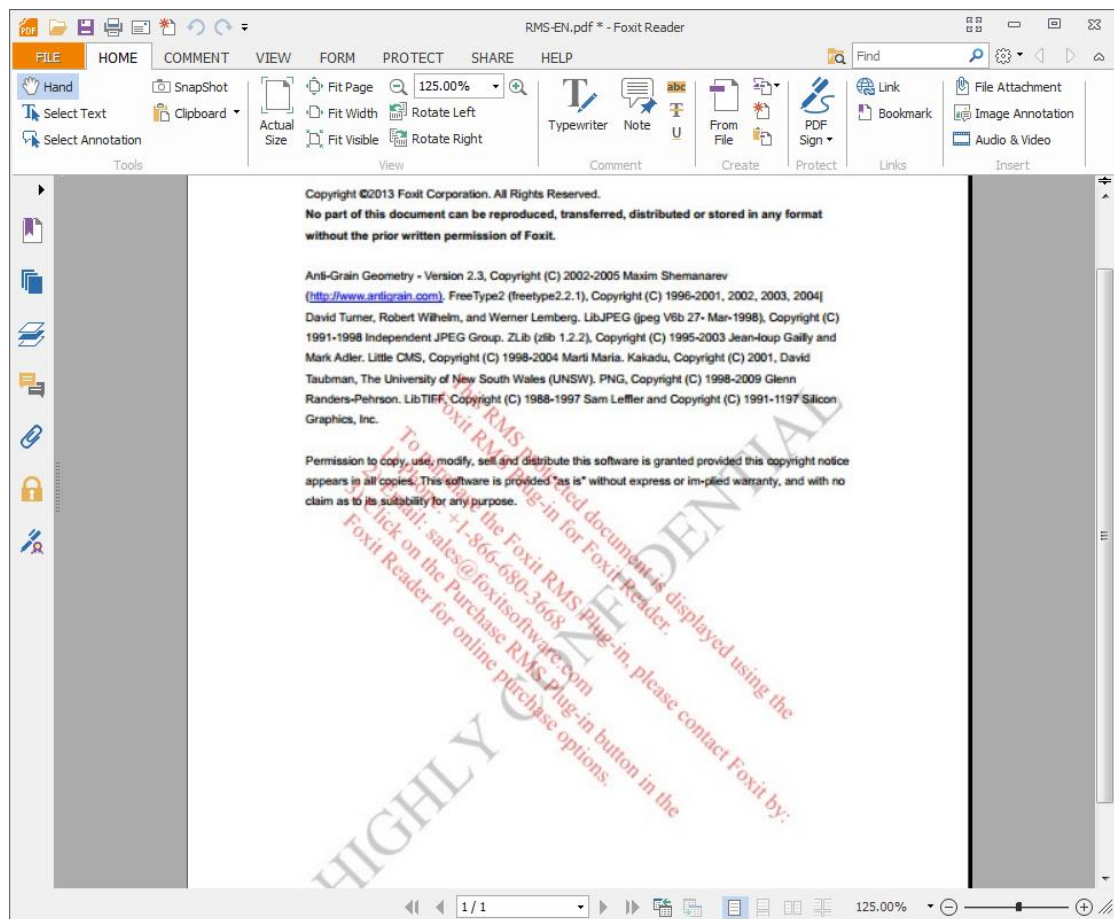 RMS-EN.pdf * - Foxit Reader
FILE HOME COMMENT VIEW FORM PROTECT SHARE HELP Find
Hand
Select Text
Select Annotation
SnapShot
Clipboard
Tools
Actual Size
Fit Page
Fit Width
Fit Visible
125.00%
Rotate Left
Rotate Right
View
Typewriter
Note
abc
T
U
Comment
From File
Create
PDF Sign
Protect
Link
Bookmark
Links
File Attachment
Image Annotation
Audio & Video
Insert
Copyright ©2013 Foxit Corporation. All Rights Reserved.
No part of this document can be reproduced, transferred, distributed or stored in any format
without the prior written permission of Foxit.
Anti-Grain Geometry - Version 2.3, Copyright (C) 2002-2005 Maxim Shemanarev
(http://www.antigrain.com). FreeType2 (freetype2.2.1), Copyright (C) 1996-2001, 2002, 2003, 2004|
David Turner, Robert Wilhelm, and Werner Lemberg. LibJPEG (jpeg V6b 27- Mar-1998), Copyright (C)
1991-1998 Independent JPEG Group. ZLib (zlib 1.2.2), Copyright (C) 1995-2003 Jean-loup Gailly and
Mark Adler. Little CMS, Copyright (C) 1998-2004 Marti Maria. Kakadu, Copyright (C) 2001, David
Taubman, The University of New South Wales (UNSW). PNG, Copyright (C) 1998-2009 Glenn
Randers-Pehrson. LibTIFF, Copyright (C) 1988-1997 Sam Leffler and Copyright (C) 1991-1197 Silicon
Graphics, Inc.
Permission to copy, use, modify, sell and distribute this software is granted provided this copyright notice
appears in all copies. This software is provided "as is" without express or im-plied warranty, and with no
claim as to its suitability for any purpose.
This RMS protected document is displayed using the
Foxit RMS Plug-in for Foxit Reader.
To purchase the Foxit RMS Plug-in, please contact Foxit by:
1) Phone: +1-866-680-3668
2) Email: sales@foxitsoftware.com
3) Click on the Purchase RMS Plug-in button in the
Foxit Reader for online purchase options.
HIGHLY CONFIDENTIAL
1 / 1
125.00%